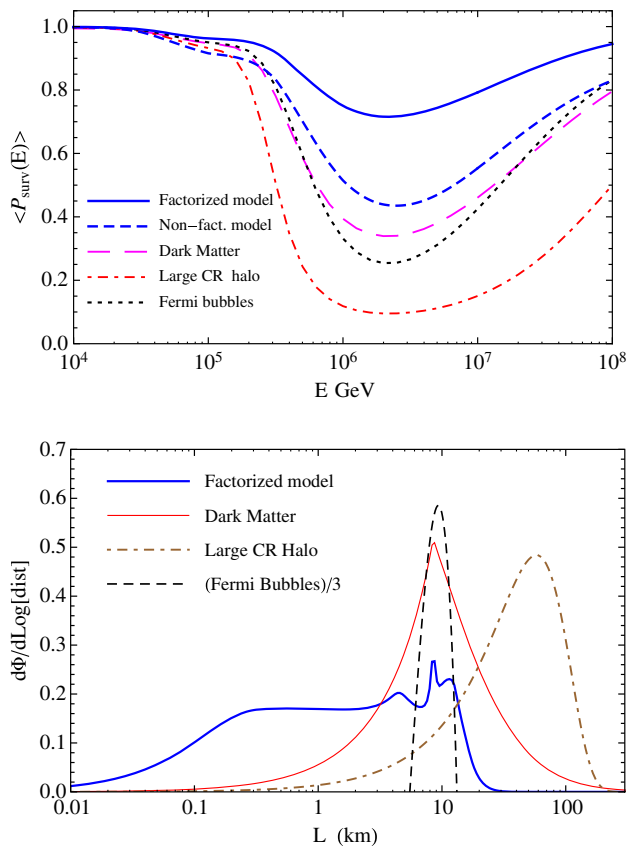 1.0
0.8
0.6
0.4
0.2
0.0
<P_surv(E)>
Factorized model
Non-fact. model
Dark Matter
Large CR halo
Fermi bubbles
10^4 10^5 10^6 10^7 10^8
E GeV
0.7
0.6
0.5
0.4
0.3
0.2
0.1
0.0
dΦ/dLog[dist]
Factorized model
Dark Matter
Large CR Halo
(Fermi Bubbles)/3
0.01 0.1 1 10 100
L (km)